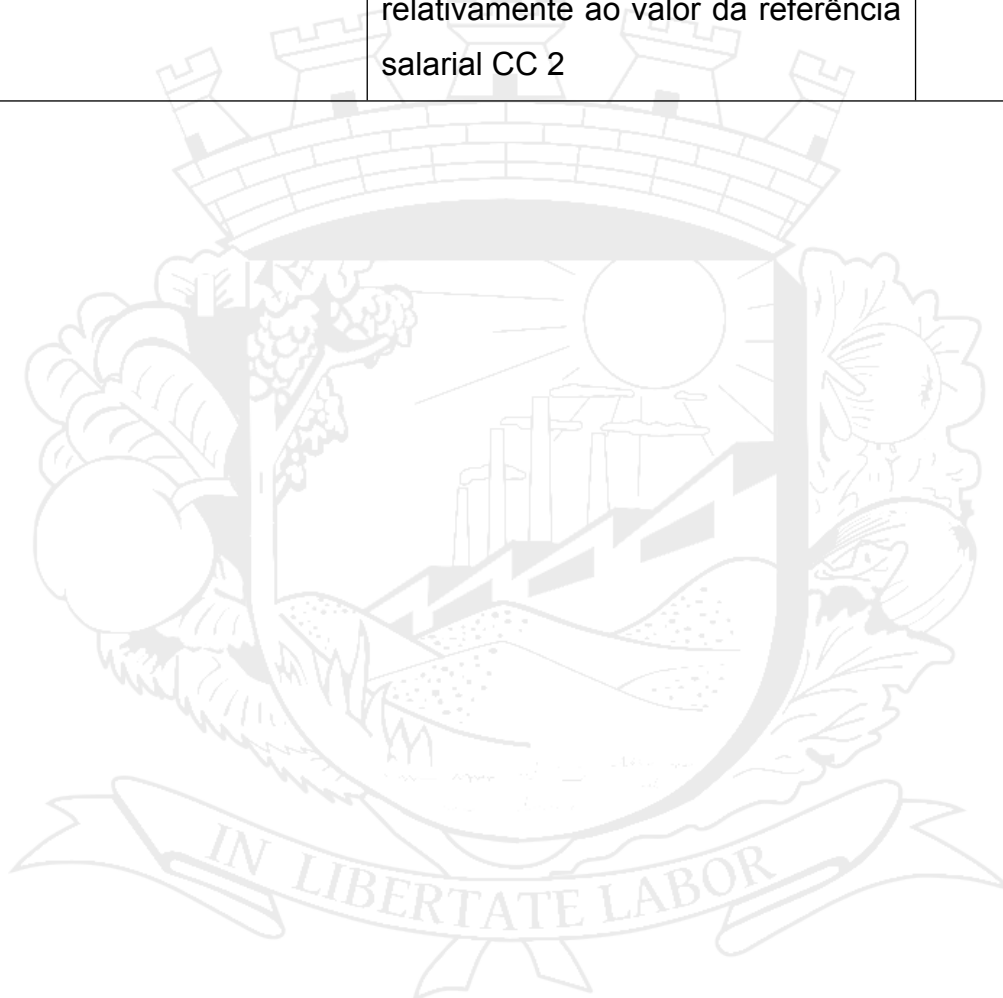 relativamente ao valor da referência
salarial CC 2
IN LIBERTATE LABOR